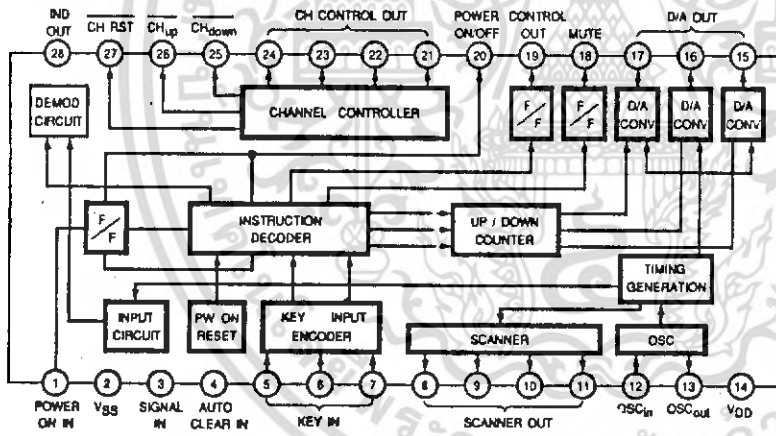 IND OUT
CH RST
CHup
CHdown
CH CONTROL OUT
POWER ON/OFF
CONTROL OUT
MUTE
D/A OUT
28
27
26
25
24
23
22
21
20
19
18
17
16
15
DEMOD CIRCUIT
CHANNEL CONTROLLER
F/F
F/F
D/A CONV
D/A CONV
D/A CONV
F/F
INSTRUCTION DECODER
UP / DOWN COUNTER
TIMING GENERATION
INPUT CIRCUIT
PW ON RESET
KEY INPUT ENCODER
SCANNER
OSC
1
2
3
4
5
6
7
8
9
10
11
12
13
14
POWER ON IN
VSS
SIGNAL IN
AUTO CLEAR IN
KEY IN
SCANNER OUT
OSCin
OSCout
VDD